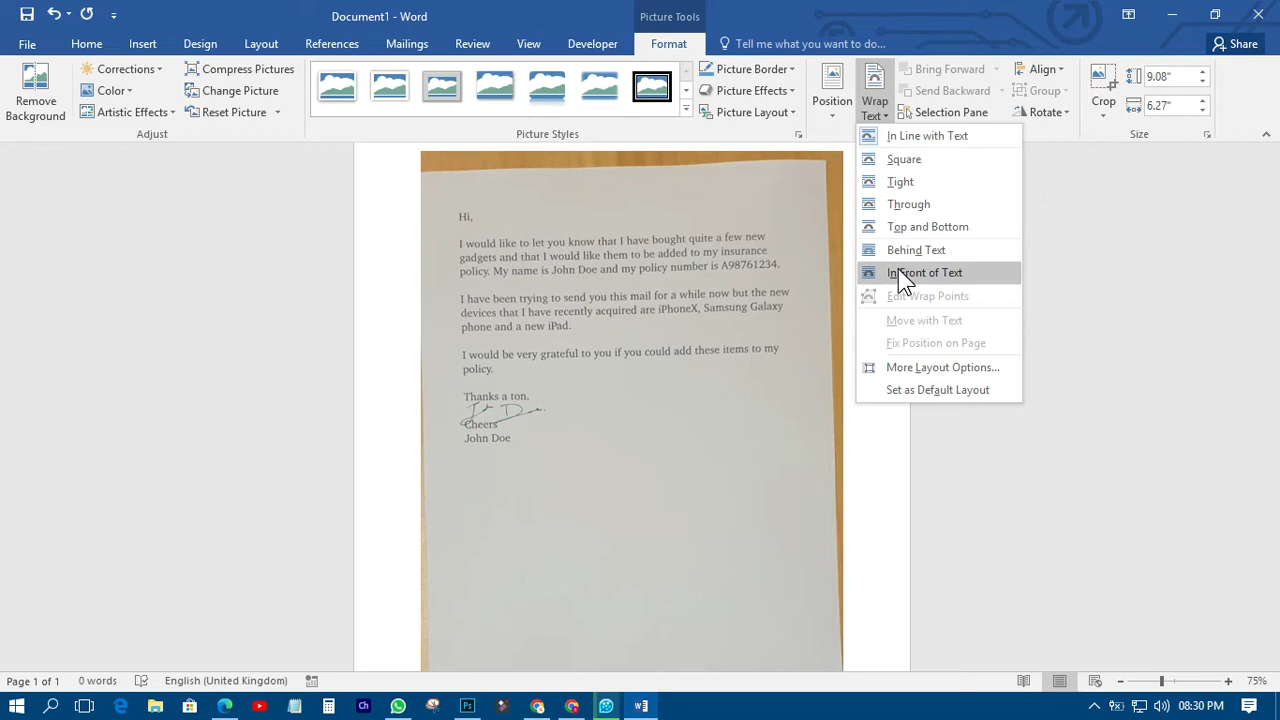 Document1 - Word
Picture Tools
File
Home
Insert
Design
Layout
References
Mailings
Review
View
Developer
Format
Tell me what you want to do...
Share
Remove
Background
Corrections
Color
Artistic Effects
Compress Pictures
Change Picture
Reset Picture
Adjust
Picture Styles
Picture Border
Picture Effects
Picture Layout
Position
Wrap
Text
Bring Forward
Send Backward
Selection Pane
Align
Group
Rotate
Crop
9.08"
6.27"
Size
In Line with Text
Square
Tight
Through
Top and Bottom
Behind Text
In Front of Text
Edit Wrap Points
Move with Text
Fix Position on Page
More Layout Options...
Set as Default Layout
Hi,
I would like to let you know that I have bought quite a few new
gadgets and that I would like them to be added to my insurance
policy. My name is John Doe and my policy number is A98761234.
I have been trying to send you this mail for a while now but the new
devices that I have recently acquired are iPhoneX, Samsung Galaxy
phone and a new iPad.
I would be very grateful to you if you could add these items to my
policy.
Thanks a ton.
Cheers
John Doe
Page 1 of 1
0 words
English (United Kingdom)
75%
Ch
Ps
08:30 PM